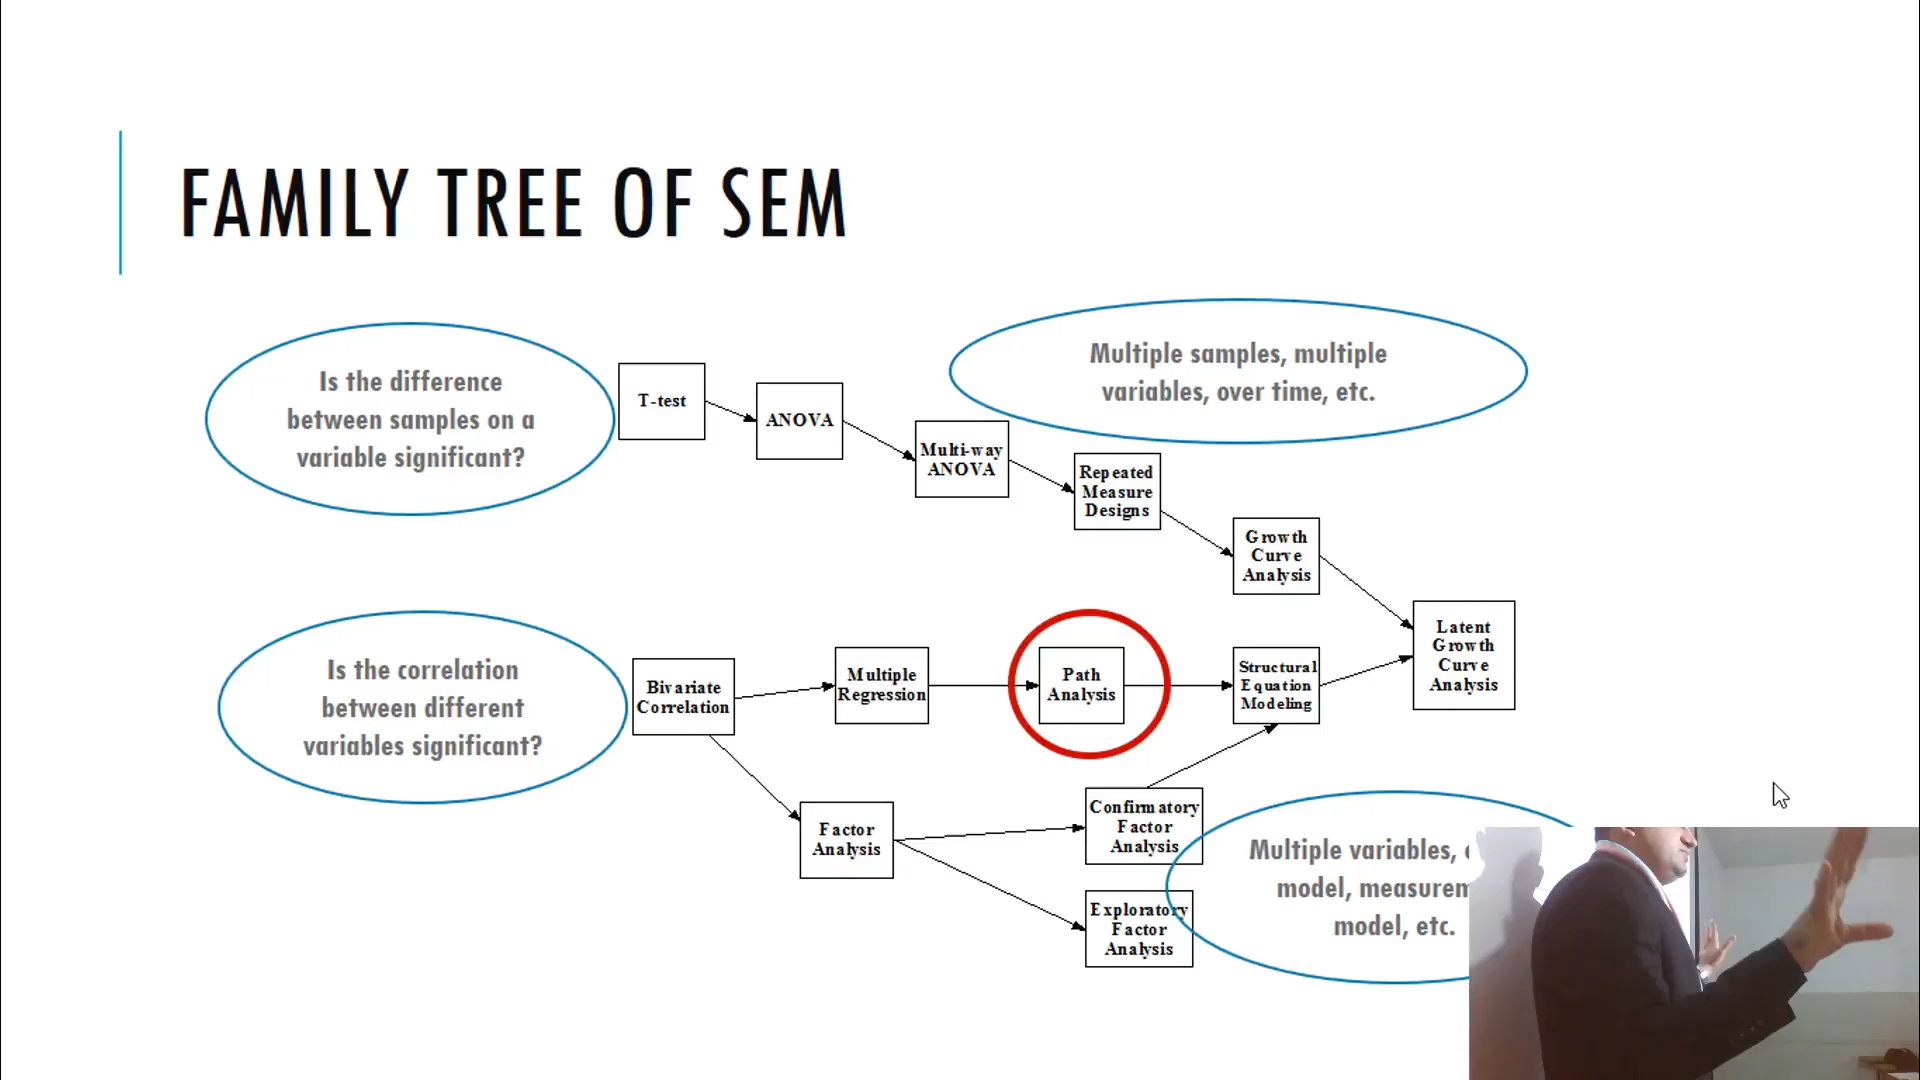 FAMILY TREE OF SEM
Is the difference
between samples on a
variable significant?
T-test
ANOVA
Multi-way
ANOVA
Multiple samples, multiple
variables, over time, etc.
Repeated
Measure
Designs
Growth
Curve
Analysis
Latent
Growth
Curve
Analysis
Is the correlation
between different
variables significant?
Bivariate
Correlation
Multiple
Regression
Path
Analysis
Structural
Equation
Modeling
Factor
Analysis
Confirmatory
Factor
Analysis
Exploratory
Factor
Analysis
Multiple variables,
model,
model, etc.